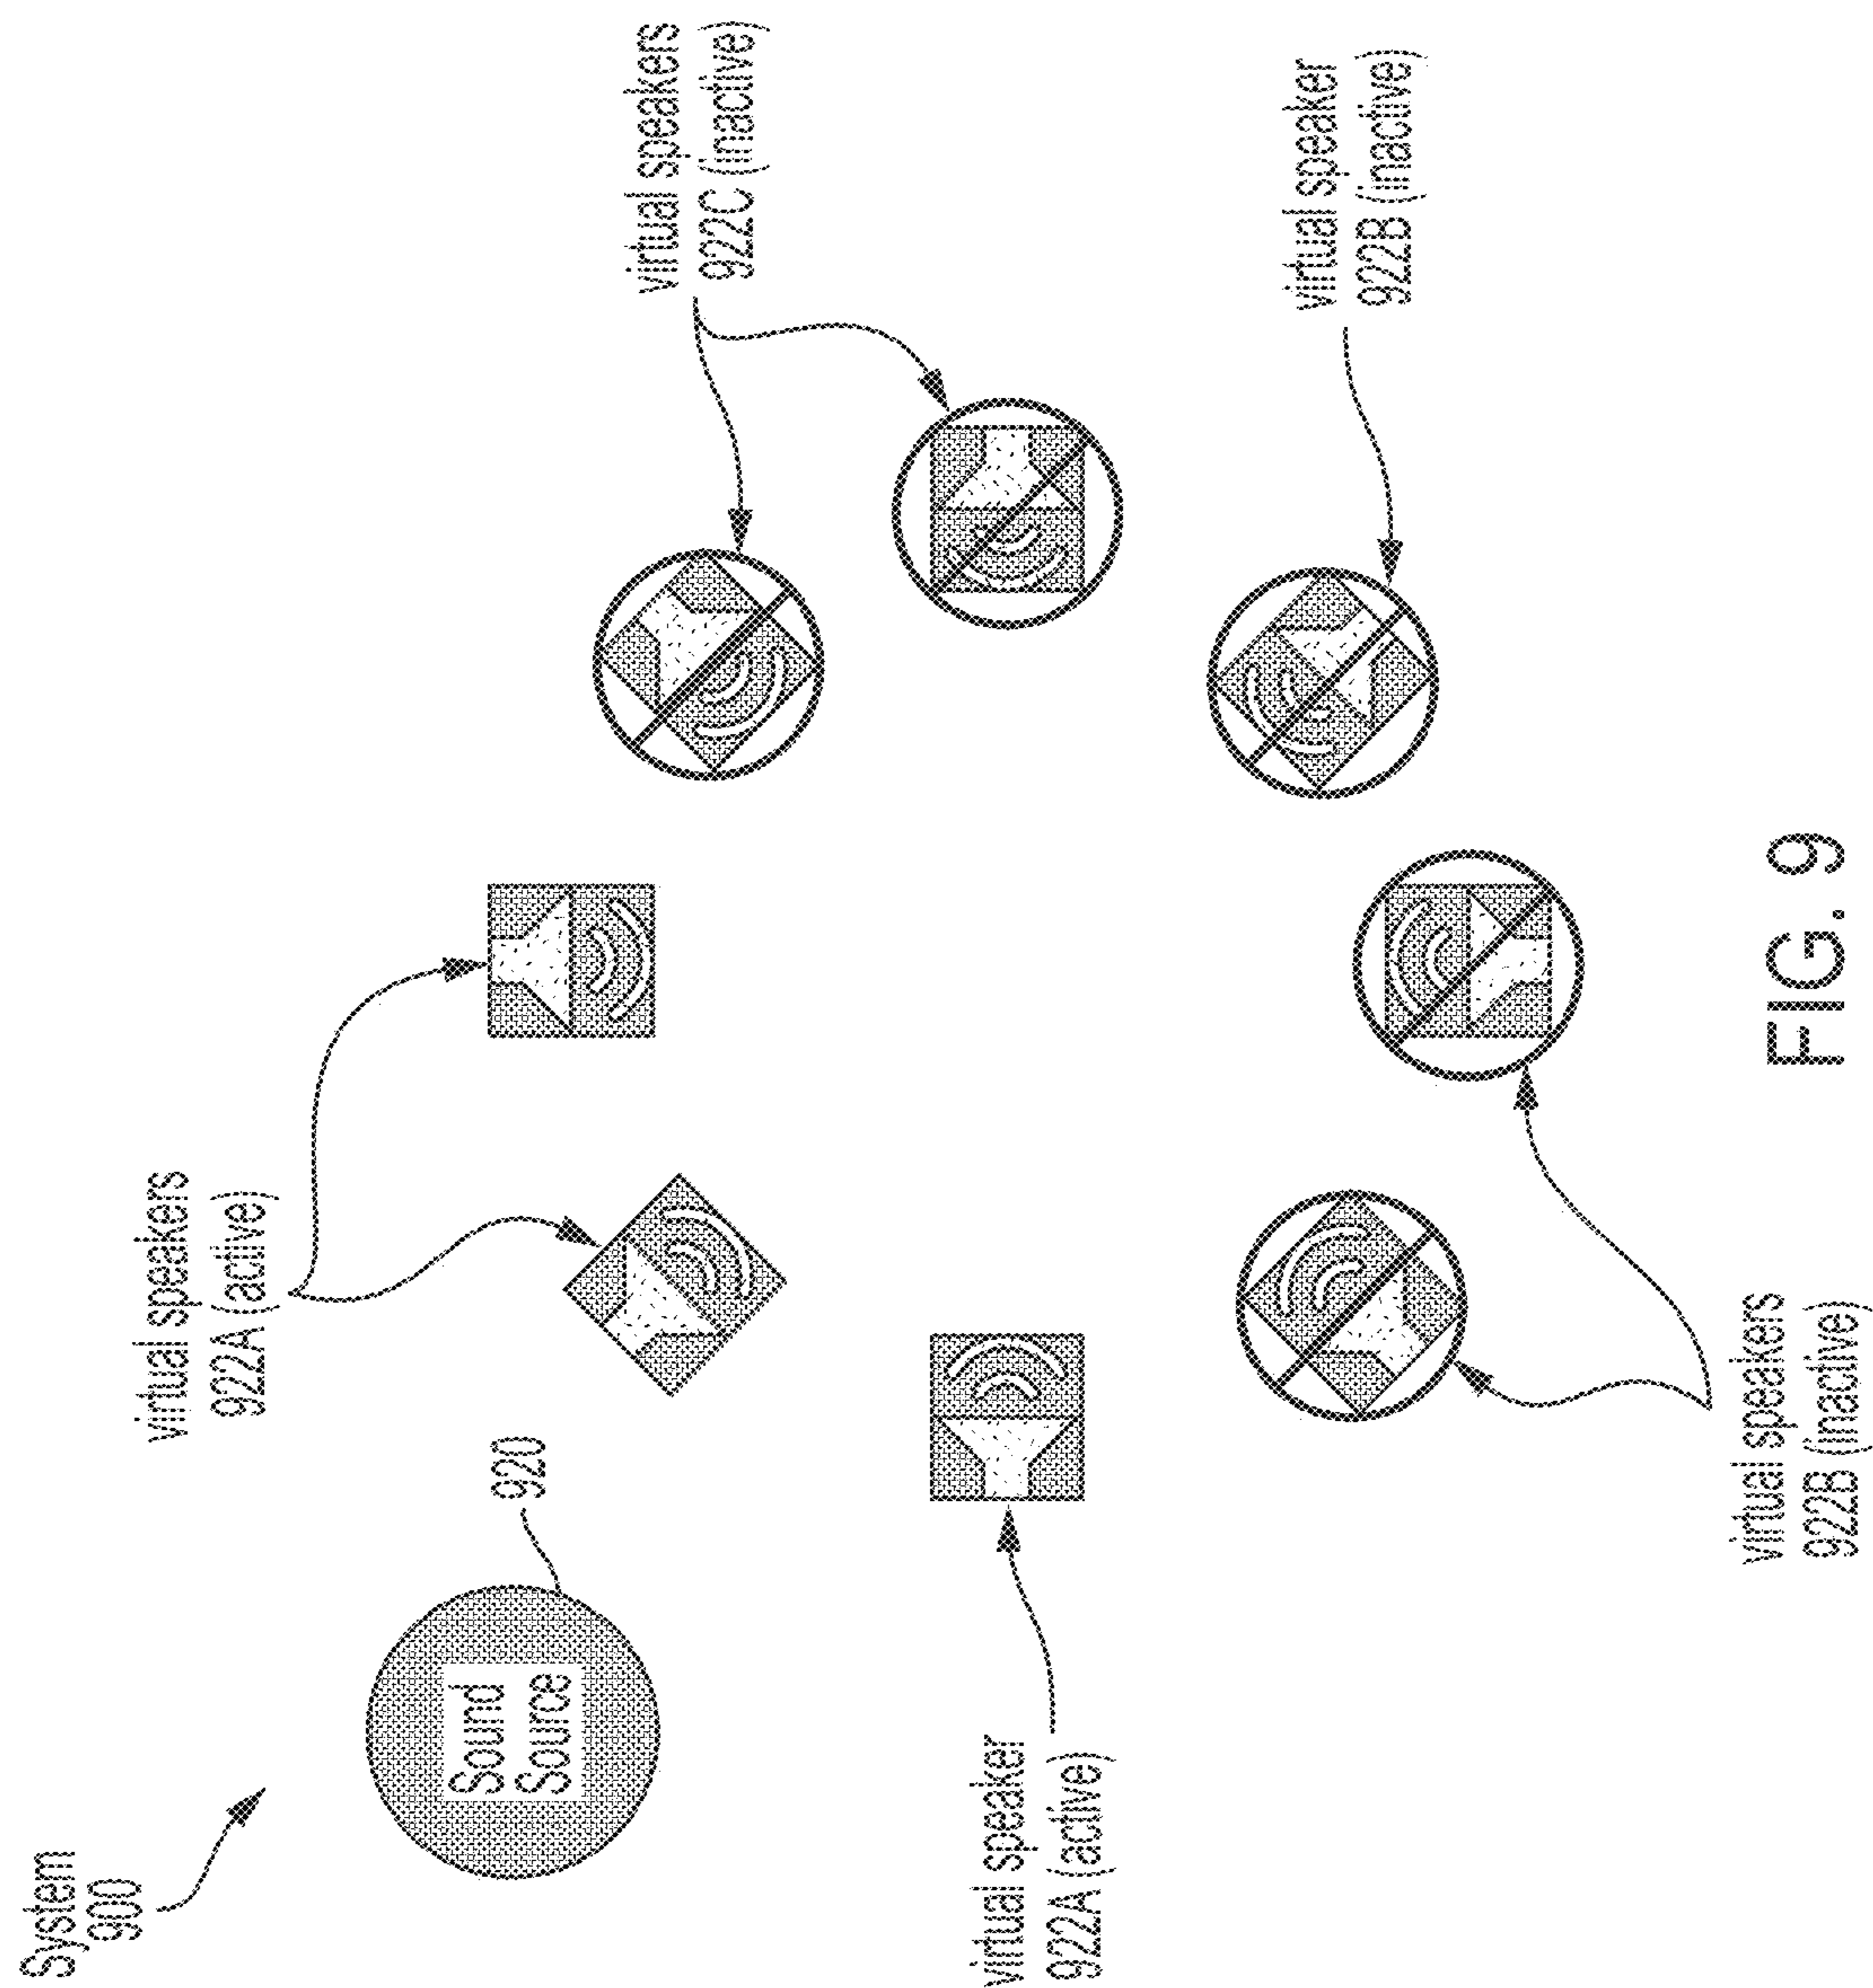 System
900
virtual speakers
922A (active)
virtual speakers
922C (inactive)
920
Sound
Source
virtual speaker
922A (active)
virtual speaker
922B (inactive)
virtual speakers
922B (inactive)
FIG. 9